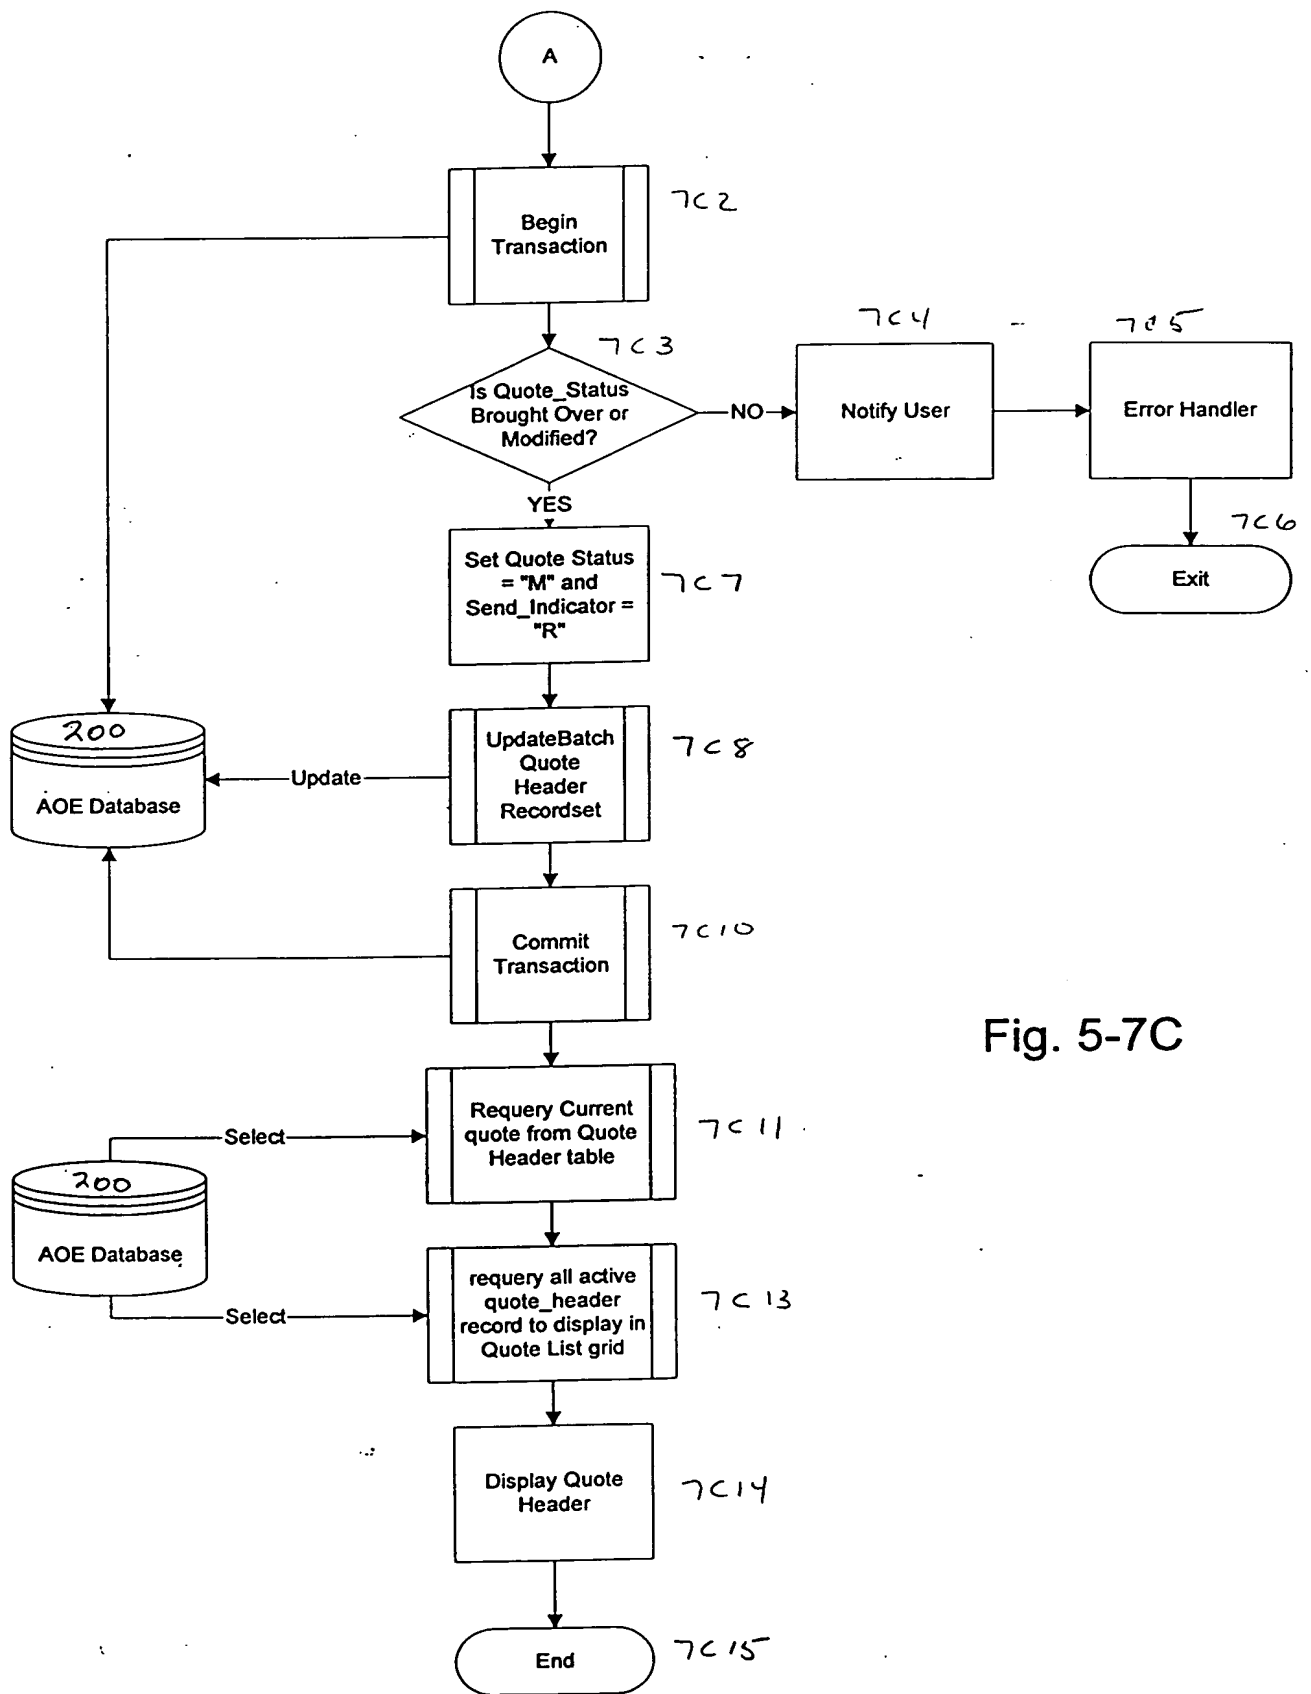 A
Begin
Transaction
7C2
7C3
Is Quote_Status
Brought Over or
Modified?
NO
7C4
Notify User
7C5
Error Handler
7C6
Exit
YES
Set Quote Status
= "M" and
Send_Indicator =
"R"
7C7
200
AOE Database
Update
UpdateBatch
Quote
Header
Recordset
7C8
Commit
Transaction
7C10
Fig. 5-7C
Select
Requery Current
quote from Quote
Header table
7C11
200
AOE Database
Select
requery all active
quote_header
record to display in
Quote List grid
7C13
Display Quote
Header
7C14
End
7C15